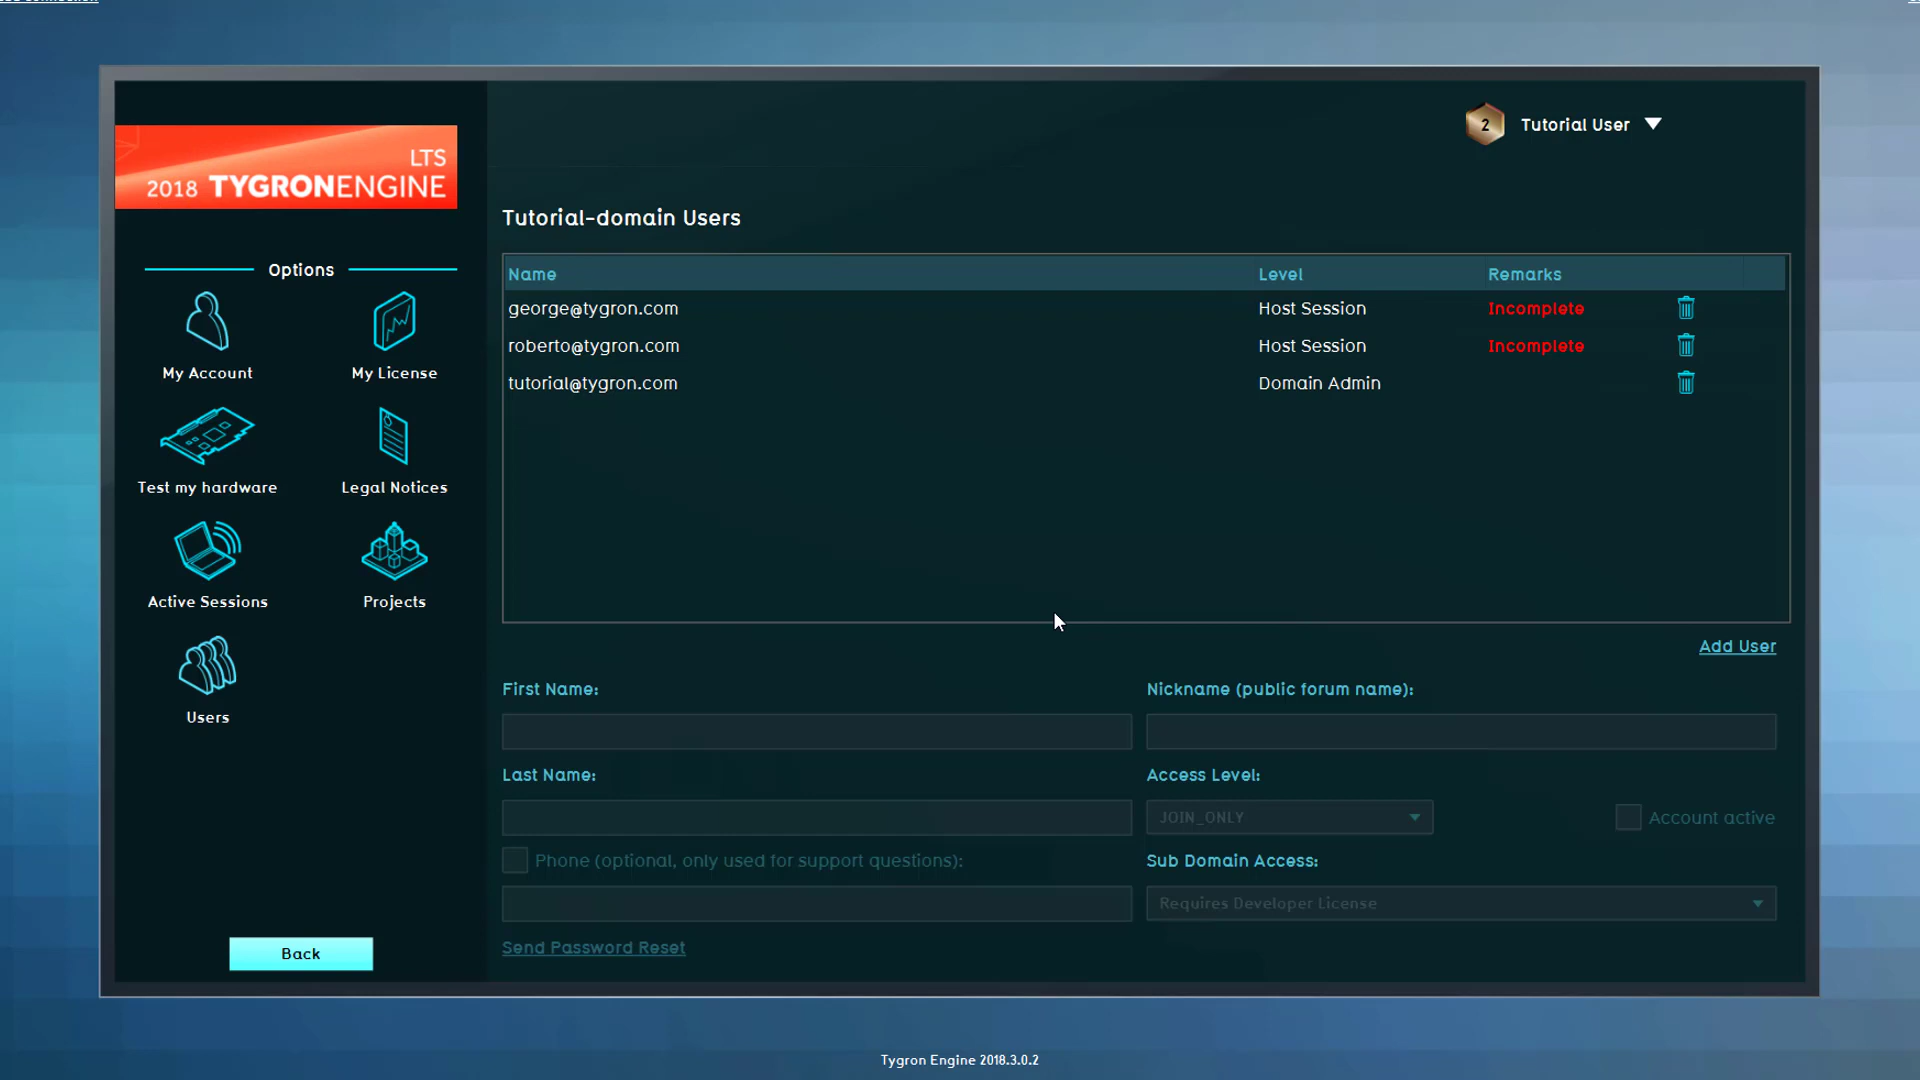 2
Tutorial User
LTS
2018 TYGRONENGINE
Tutorial-domain Users
Options
Name Level Remarks
george@tygron.com Host Session Incomplete
roberto@tygron.com Host Session Incomplete
tutorial@tygron.com Domain Admin
My Account
My License
Test my hardware
Legal Notices
Active Sessions
Projects
Users
Add User
First Name:
Nickname (public forum name):
Last Name:
Access Level:
JOIN_ONLY
Account active
Phone (optional, only used for support questions):
Sub Domain Access:
Requires Developer License
Send Password Reset
Back
Tygron Engine 2018.3.0.2